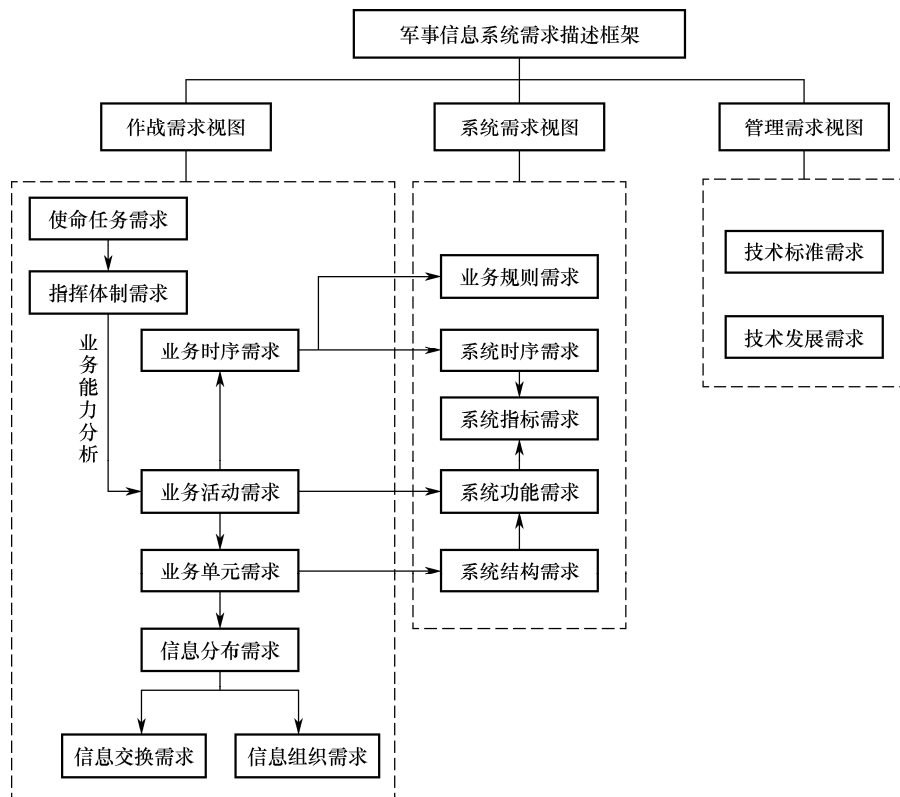 军事信息系统需求描述框架
作战需求视图
系统需求视图
管理需求视图
使命任务需求
指挥体制需求
业务能力分析
业务时序需求
业务活动需求
业务单元需求
信息分布需求
信息交换需求
信息组织需求
业务规则需求
系统时序需求
系统指标需求
系统功能需求
系统结构需求
技术标准需求
技术发展需求